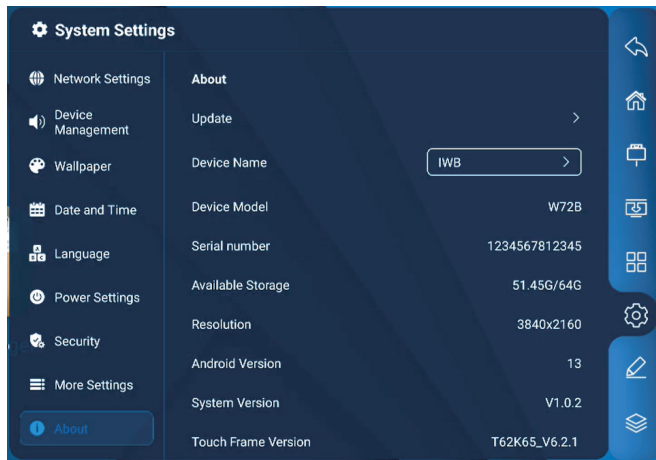 System Settings
Network Settings
Device
Management
Wallpaper
Date and Time
Language
Power Settings
Security
More Settings
About
About
Update
Device Name IWB
Device Model W72B
Serial number 1234567812345
Available Storage 51.45G/64G
Resolution 3840x2160
Android Version 13
System Version V1.0.2
Touch Frame Version T62K65_V6.2.1